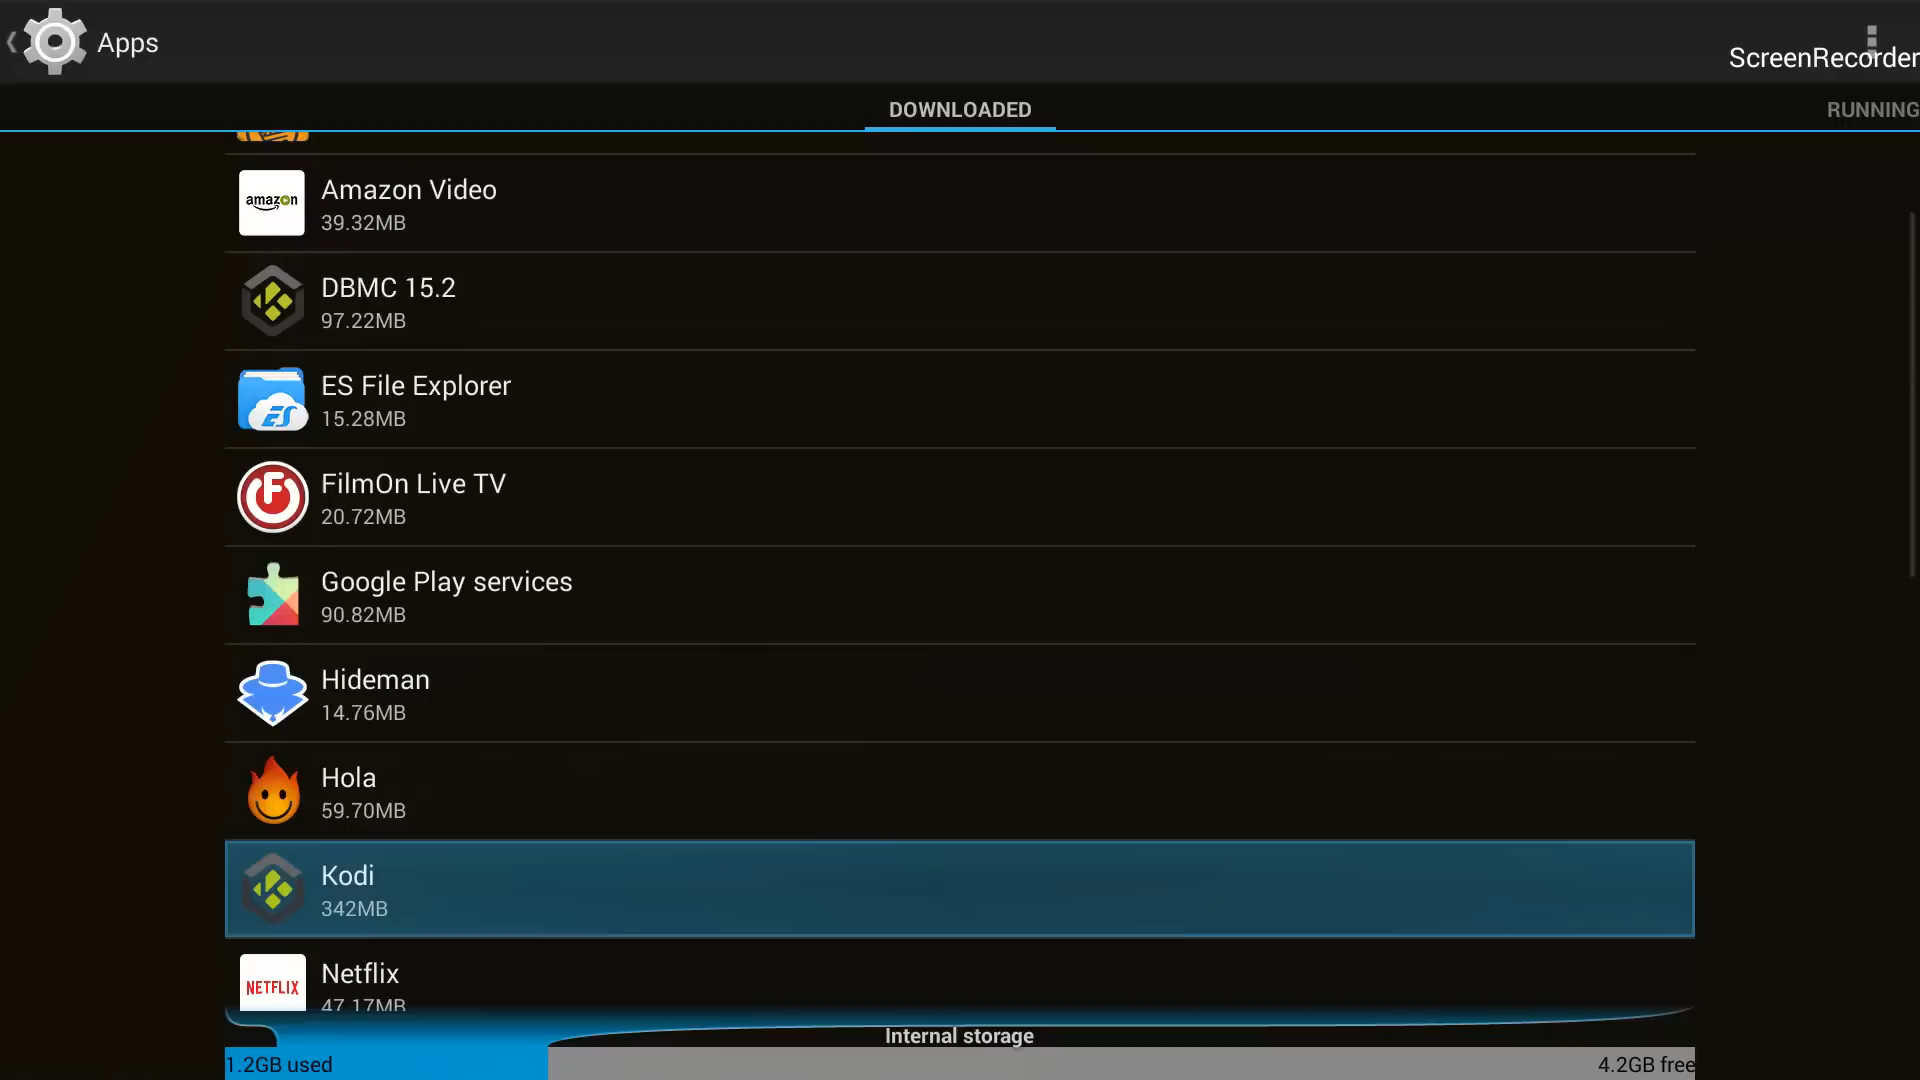 Apps
ScreenRecorder
DOWNLOADED
RUNNING
amazon
Amazon Video
39.32MB
DBMC 15.2
97.22MB
ES
ES File Explorer
15.28MB
F
FilmOn Live TV
20.72MB
Google Play services
90.82MB
Hideman
14.76MB
Hola
59.70MB
Kodi
342MB
NETFLIX
Netflix
47.17MB
Internal storage
1.2GB used
4.2GB free